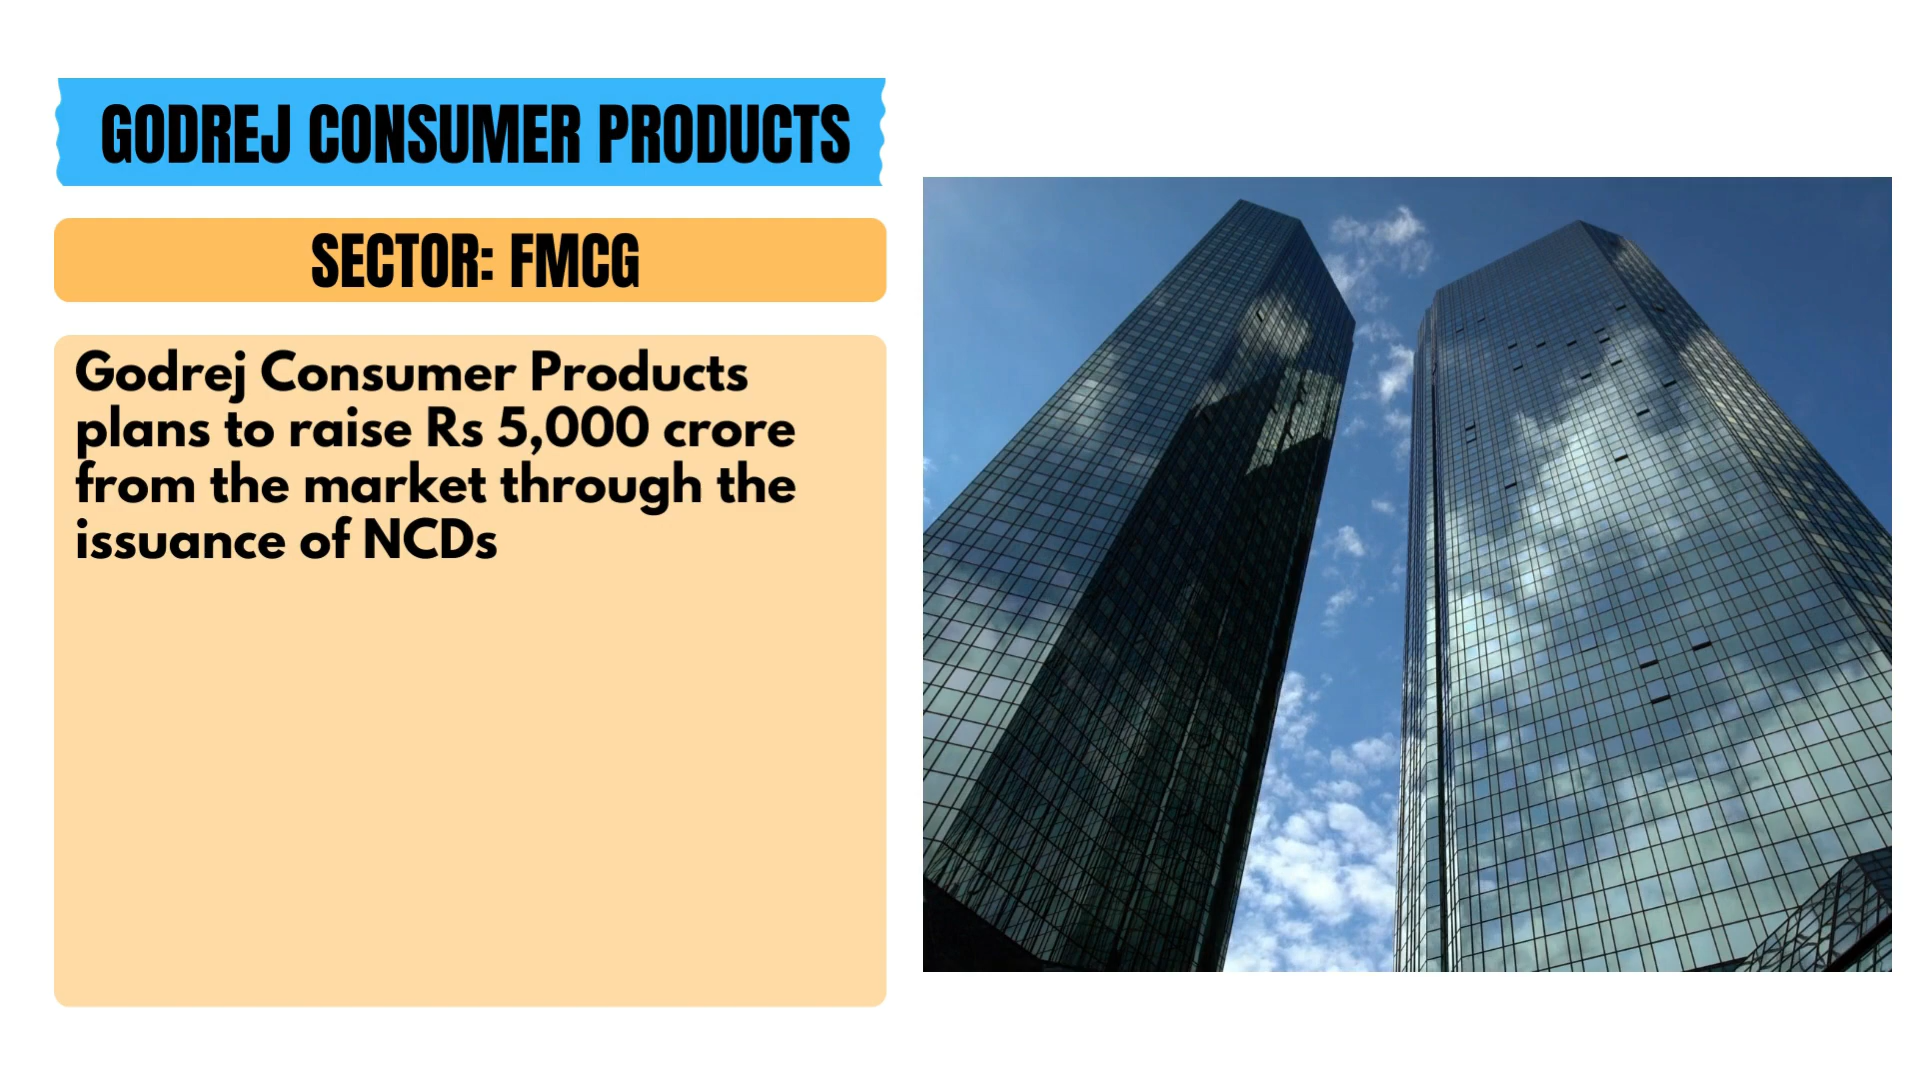 GODREJ CONSUMER PRODUCTS
SECTOR: FMCG
Godrej Consumer Products
plans to raise Rs 5,000 crore
from the market through the
issuance of NCDs